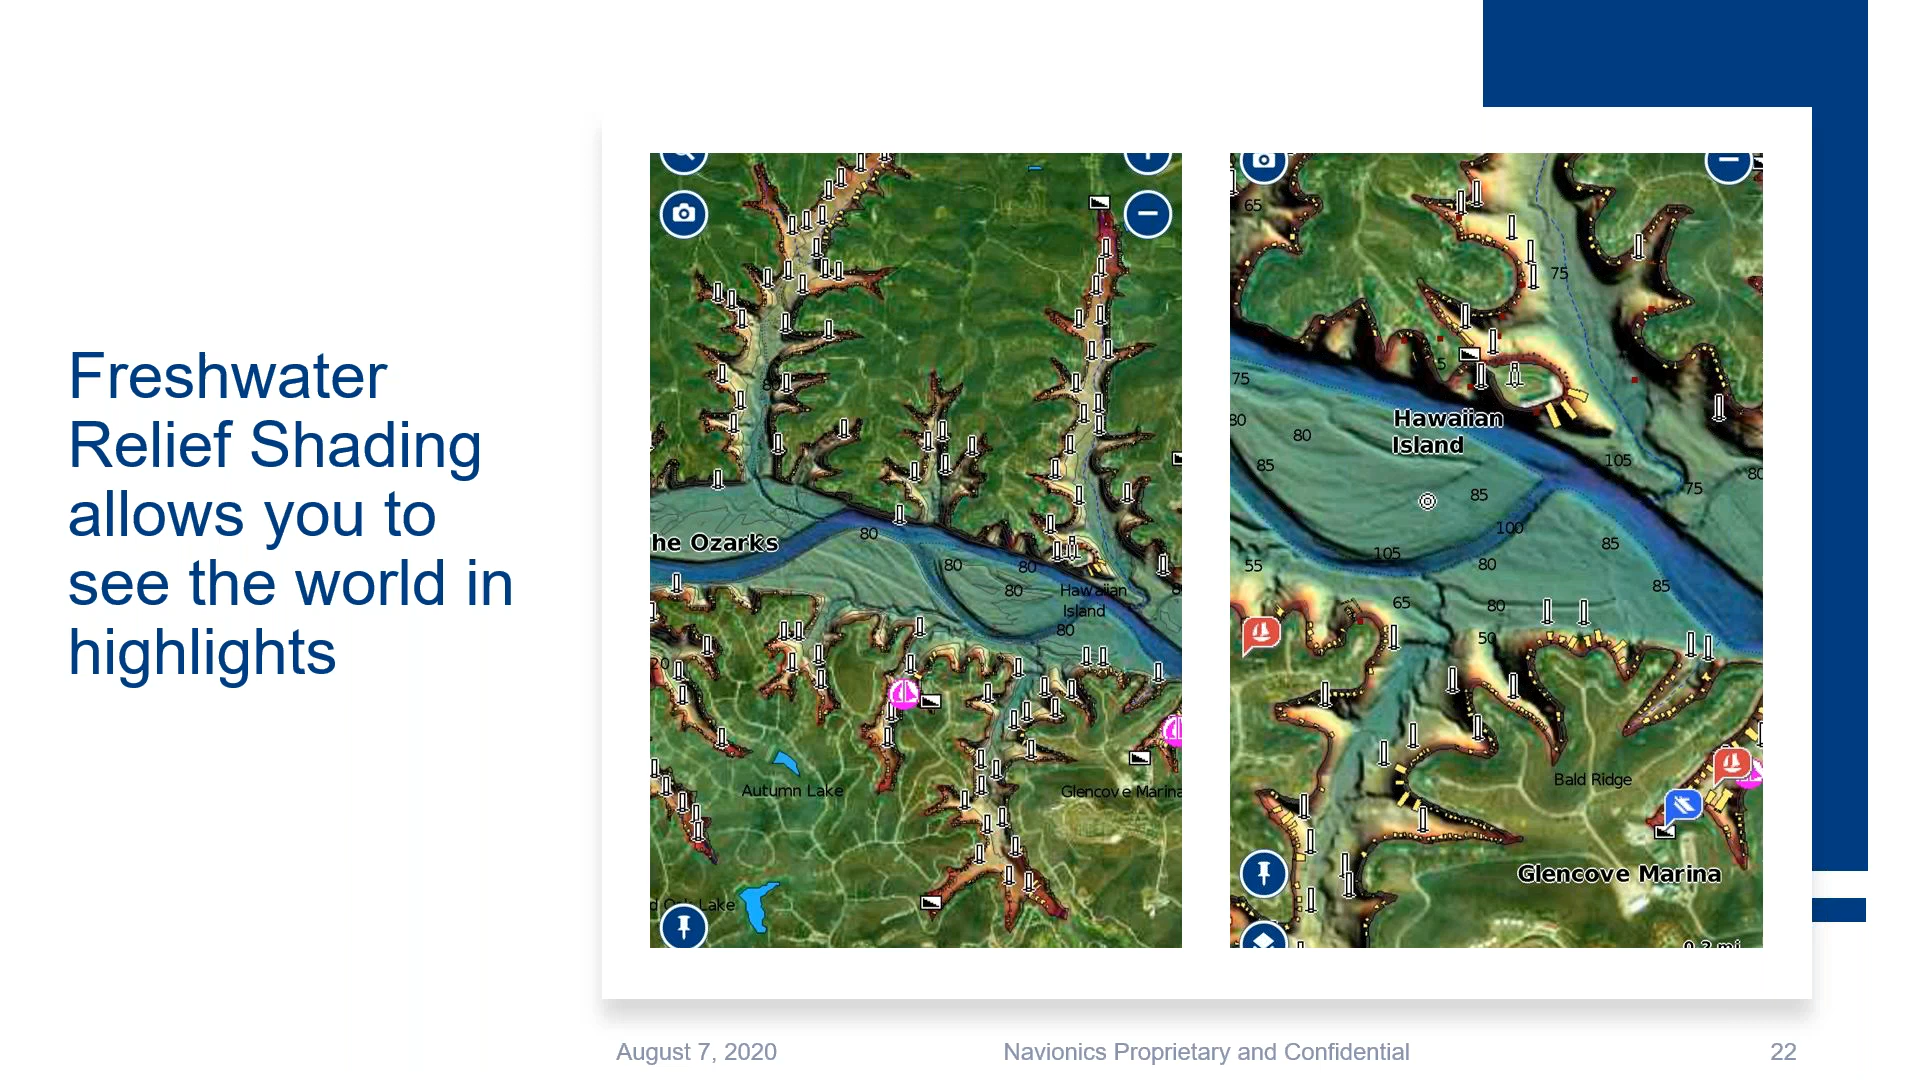 Freshwater
Relief Shading
allows you to
see the world in
highlights
80
he Ozarks
80
80
80
80
Hawaiian
Island
80
Autumn Lake
Glencove Marina
Lake
65
75
75
80
80
85
Hawaiian
Island
105
80
75
85
100
105
85
55
80
85
65
80
50
Bald Ridge
Glencove Marina
0.2 mi
August 7, 2020
Navionics Proprietary and Confidential
22